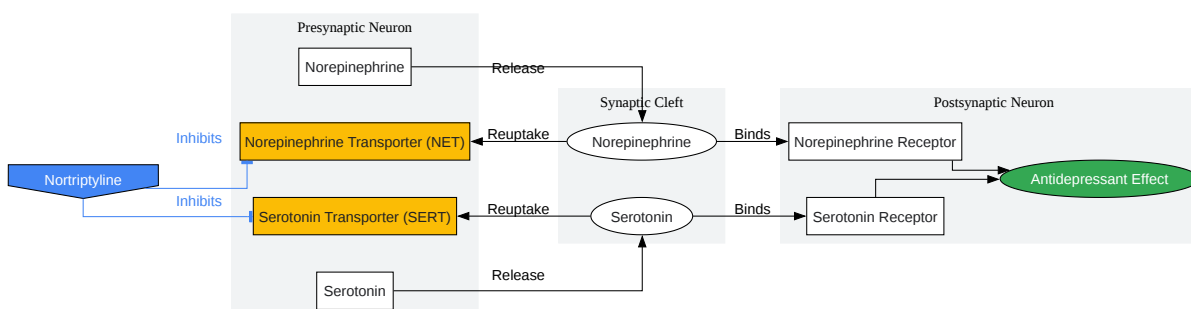 Presynaptic Neuron
Norepinephrine
Release
Synaptic Cleft
Postsynaptic Neuron
Inhibits
Norepinephrine Transporter (NET)
Reuptake
Norepinephrine
Binds
Norepinephrine Receptor
Nortriptyline
Antidepressant Effect
Inhibits
Serotonin Transporter (SERT)
Reuptake
Serotonin
Binds
Serotonin Receptor
Release
Serotonin